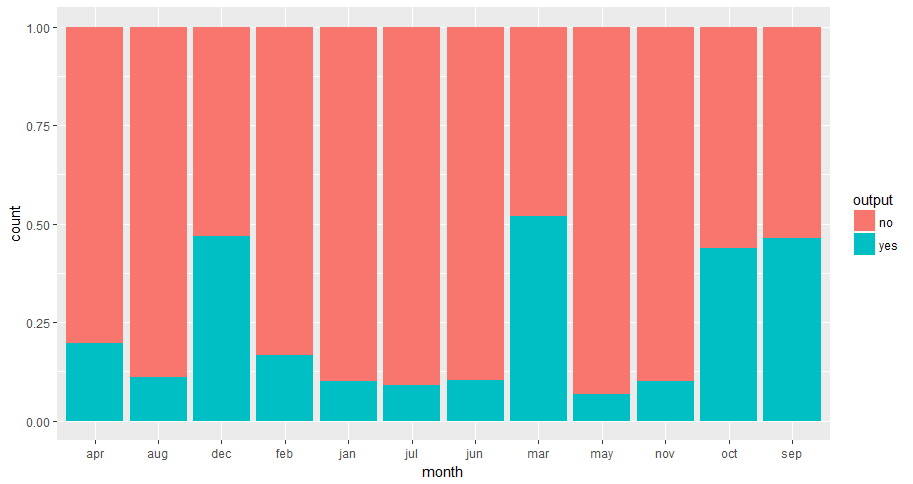 1.00
0.75
0.50
0.25
0.00
count
apr aug dec feb jan jul jun mar may nov oct sep
month
output
no
yes